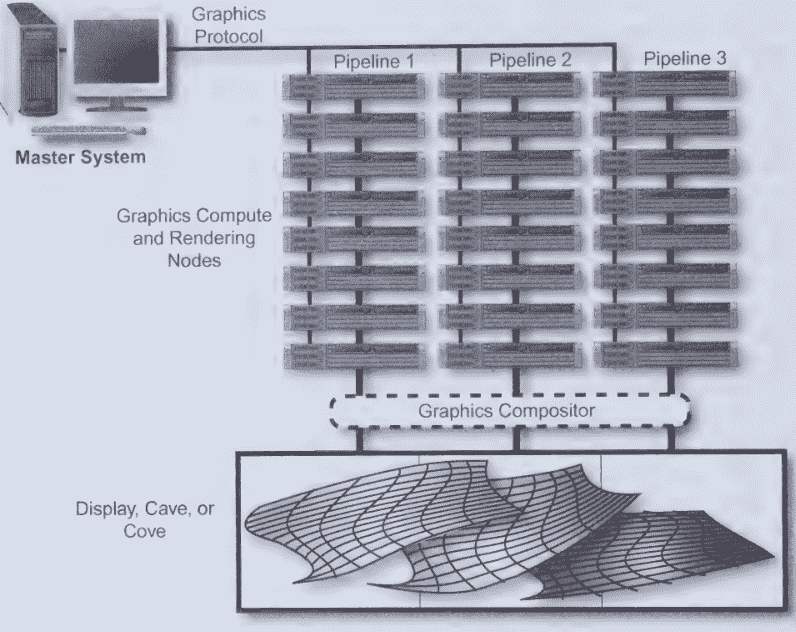 Graphics
Protocol
Pipeline 1
Pipeline 2
Pipeline 3
Master System
Graphics Compute
and Rendering
Nodes
Graphics Compositor
Display, Cave, or
Cove